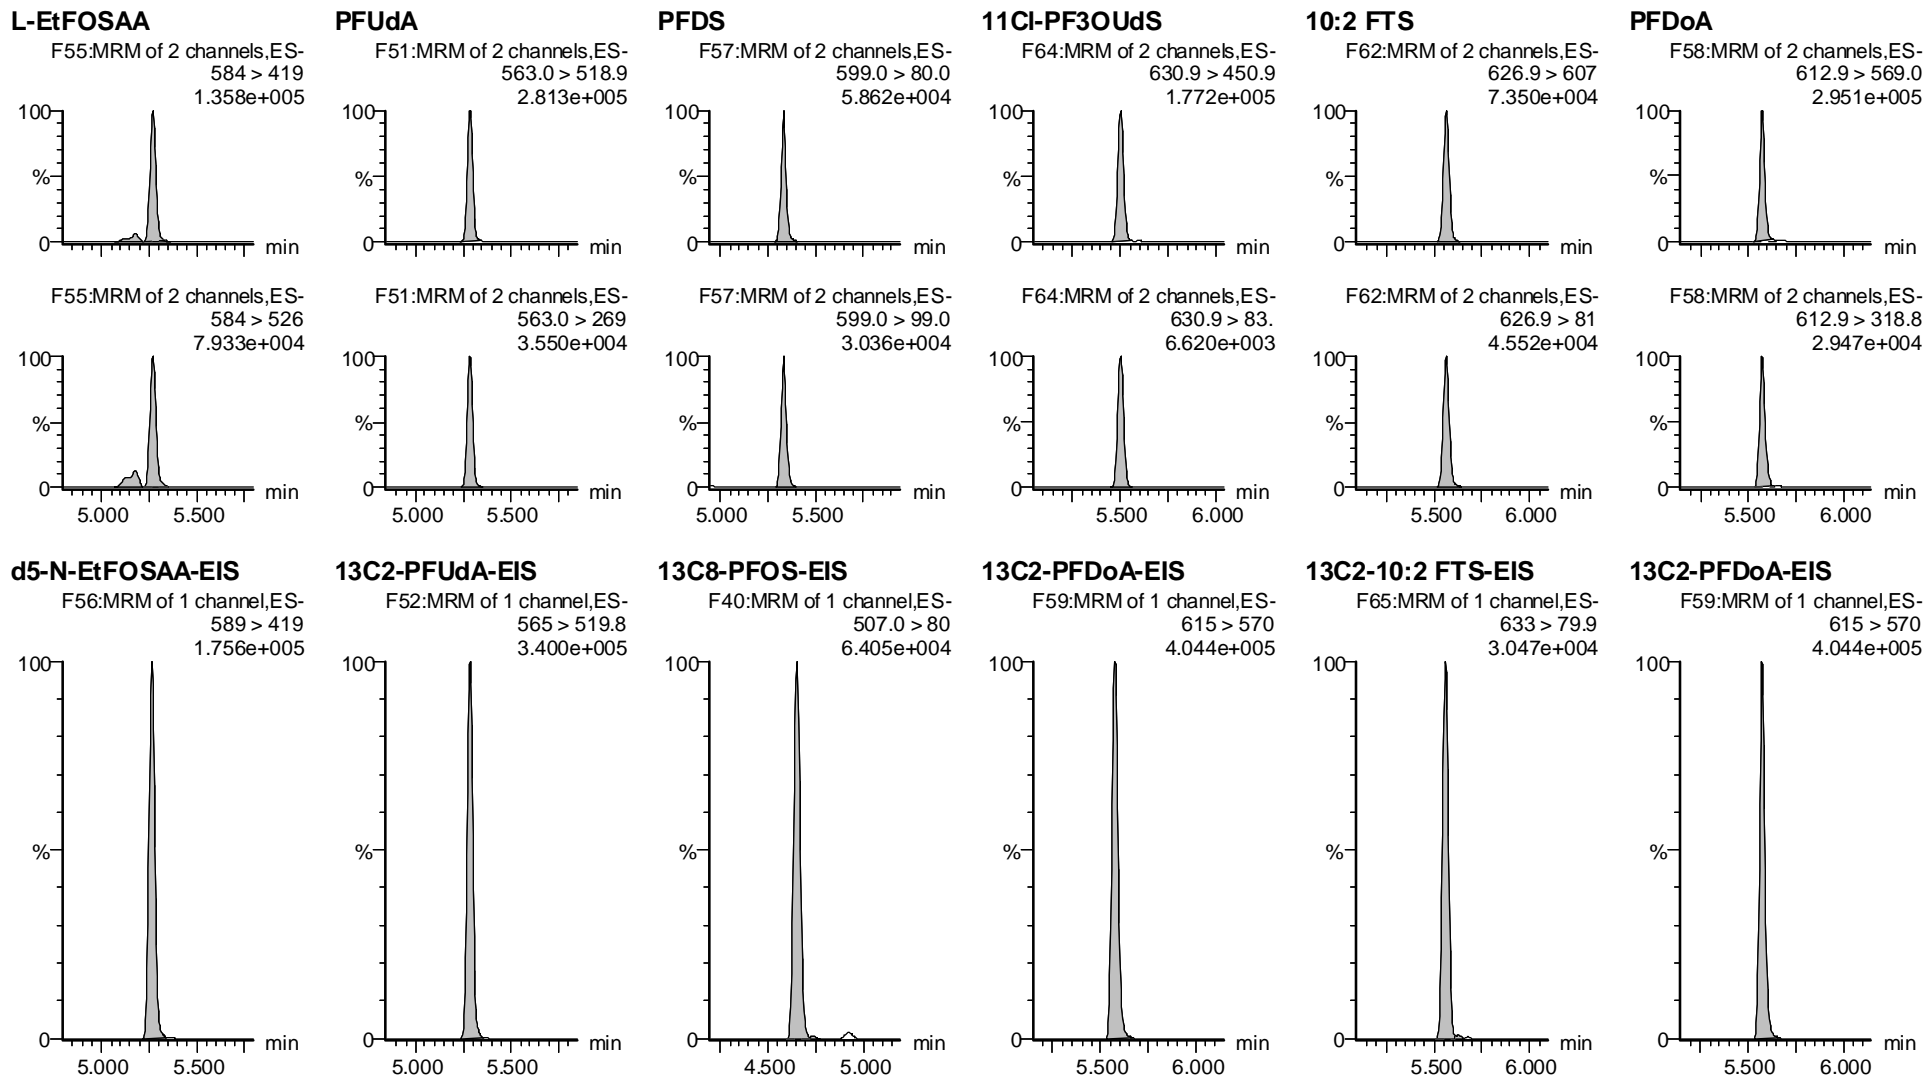 L-EtFOSAA
F55:MRM of 2 channels,ES-
584 > 419
1.358e+005
100
%
0
min
PFUdA
F51:MRM of 2 channels,ES-
563.0 > 518.9
2.813e+005
100
%
0
min
PFDS
F57:MRM of 2 channels,ES-
599.0 > 80.0
5.862e+004
100
%
0
min
11Cl-PF3OUdS
F64:MRM of 2 channels,ES-
630.9 > 450.9
1.772e+005
100
%
0
min
10:2 FTS
F62:MRM of 2 channels,ES-
626.9 > 607
7.350e+004
100
%
0
min
PFDoA
F58:MRM of 2 channels,ES-
612.9 > 569.0
2.951e+005
100
%
0
min
F55:MRM of 2 channels,ES-
584 > 526
7.933e+004
100
%
0
min
5.000 5.500
F51:MRM of 2 channels,ES-
563.0 > 269
3.550e+004
100
%
0
min
5.000 5.500
F57:MRM of 2 channels,ES-
599.0 > 99.0
3.036e+004
100
%
0
min
5.000 5.500
F64:MRM of 2 channels,ES-
630.9 > 83.
6.620e+003
100
%
0
min
5.500 6.000
F62:MRM of 2 channels,ES-
626.9 > 81
4.552e+004
100
%
0
min
5.500 6.000
F58:MRM of 2 channels,ES-
612.9 > 318.8
2.947e+004
100
%
0
min
5.500 6.000
d5-N-EtFOSAA-EIS
F56:MRM of 1 channel,ES-
589 > 419
1.756e+005
100
%
0
min
5.000 5.500
13C2-PFUdA-EIS
F52:MRM of 1 channel,ES-
565 > 519.8
3.400e+005
100
%
0
min
5.000 5.500
13C8-PFOS-EIS
F40:MRM of 1 channel,ES-
507.0 > 80
6.405e+004
100
%
0
min
4.500 5.000
13C2-PFDoA-EIS
F59:MRM of 1 channel,ES-
615 > 570
4.044e+005
100
%
0
min
5.500 6.000
13C2-10:2 FTS-EIS
F65:MRM of 1 channel,ES-
633 > 79.9
3.047e+004
100
%
0
min
5.500 6.000
13C2-PFDoA-EIS
F59:MRM of 1 channel,ES-
615 > 570
4.044e+005
100
%
0
min
5.500 6.000